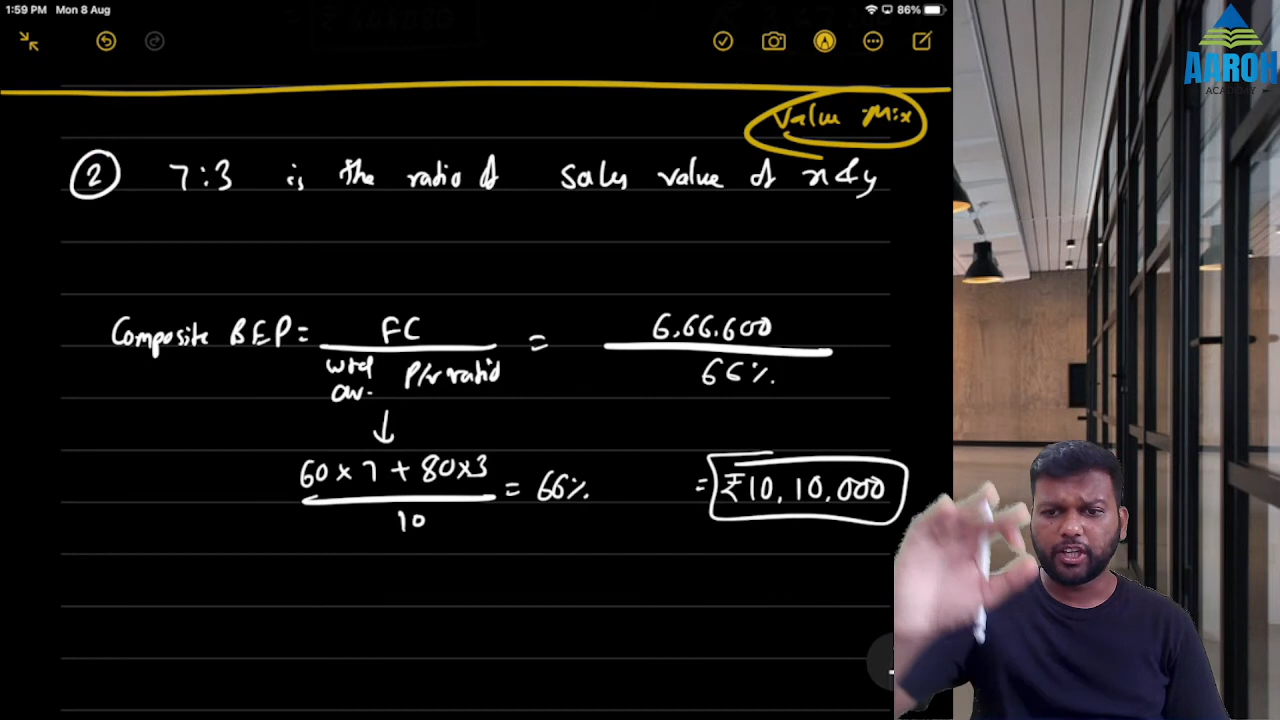 1:59 PM Mon 8 Aug
86%
AAROH
ACADEMY
Value Mix
2 7:3 is the ratio of sales value of x & y
Composite BEP = FC / wtd av. P/v ratio = 6,66,600 / 66%
60 x 7 + 80 x 3 / 10 = 66%
= ₹10,10,000